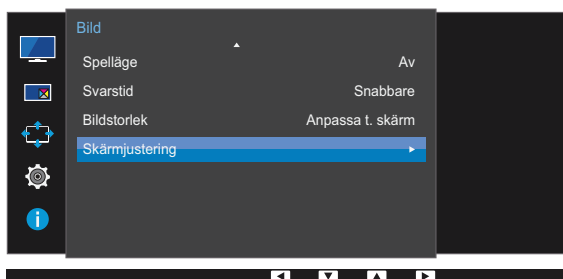 Bild
Spelläge Av
Svarstid Snabbare
Bildstorlek Anpassa t. skärm
Skärmjustering